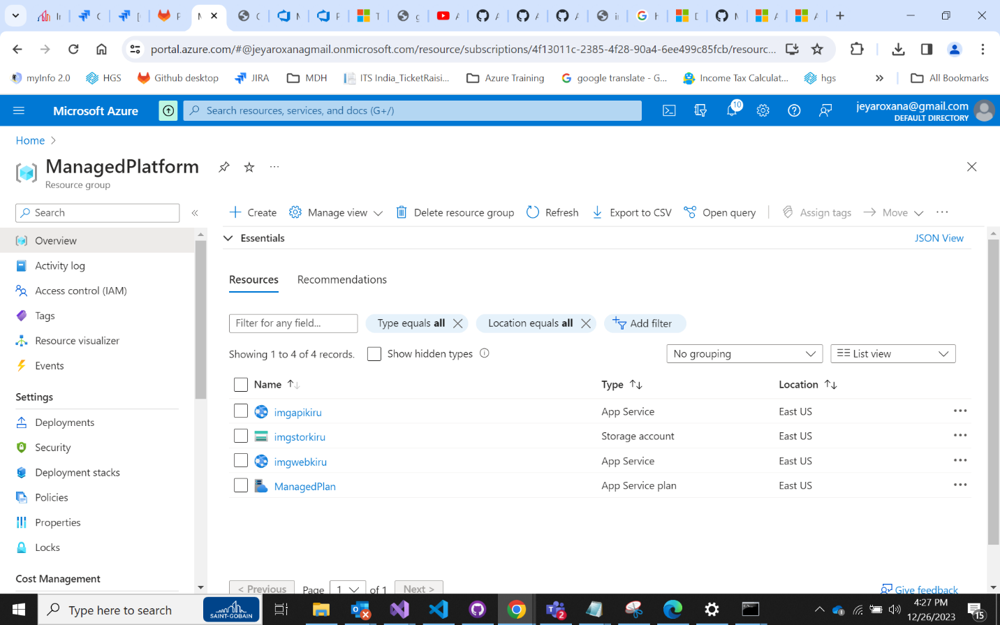 In
C
[
P
M
C
M
P
T
g
A
A
A
A
in
h
D
M
A
A
portal.azure.com/#@jeyaroxanagmail.onmicrosoft.com/resource/subscriptions/4f13011c-2385-4f28-90a4-6ee499c85fcb/resourc...
myInfo 2.0
HGS
Github desktop
JIRA
MDH
ITS India_TicketRaisi...
Azure Training
google translate - G...
Income Tax Calculat...
hgs
»
All Bookmarks
Microsoft Azure
Search resources, services, and docs (G+/)
10
jeyaroxana@gmail.com
DEFAULT DIRECTORY
Home >
ManagedPlatform
Resource group
Search
«
Create
Manage view
Delete resource group
Refresh
Export to CSV
Open query
Assign tags
Move
Overview
Activity log
Access control (IAM)
Tags
Resource visualizer
Events
Settings
Deployments
Security
Deployment stacks
Policies
Properties
Locks
Cost Management
Essentials
JSON View
Resources
Recommendations
Filter for any field...
Type equals all
Location equals all
Add filter
Showing 1 to 4 of 4 records.
Show hidden types
No grouping
List view
Name Type Location
imgapikiru App Service East US
imgstorkiru Storage account East US
imgwebkiru App Service East US
ManagedPlan App Service plan East US
< Previous
Page 1 of 1
Next >
Give feedback
Type here to search
SAINT-GOBAIN
2
4:27 PM
12/26/2023
15